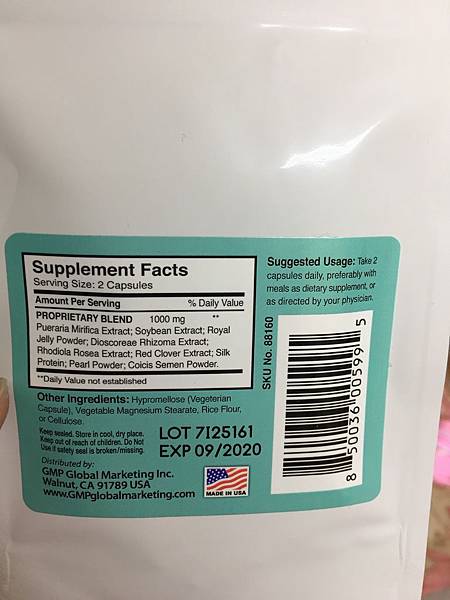 Supplement Facts
Serving Size: 2 Capsules
Amount Per Serving % Daily Value
PROPRIETARY BLEND 1000 mg **
Pueraria Mirifica Extract; Soybean Extract; Royal
Jelly Powder; Dioscoreae Rhizoma Extract;
Rhodiola Rosea Extract; Red Clover Extract; Silk
Protein; Pearl Powder; Coicis Semen Powder.
**Daily Value not established
Other Ingredients: Hypromellose (Vegeterian
Capsule), Vegetable Magnesium Stearate, Rice Flour,
or Cellulose.
Keep sealed. Store in cool, dry place.
Keep out of reach of children. Do Not
Use if safety seal is broken/missing.
LOT 7I25161
EXP 09/2020
Distributed by:
GMP Global Marketing Inc.
Walnut, CA 91789 USA
www.GMPglobalmarketing.com
MADE IN USA
Suggested Usage: Take 2
capsules daily, preferably with
meals as dietary supplement, or
as directed by your physician.
SKU No. 88160
8 50036 00599 5